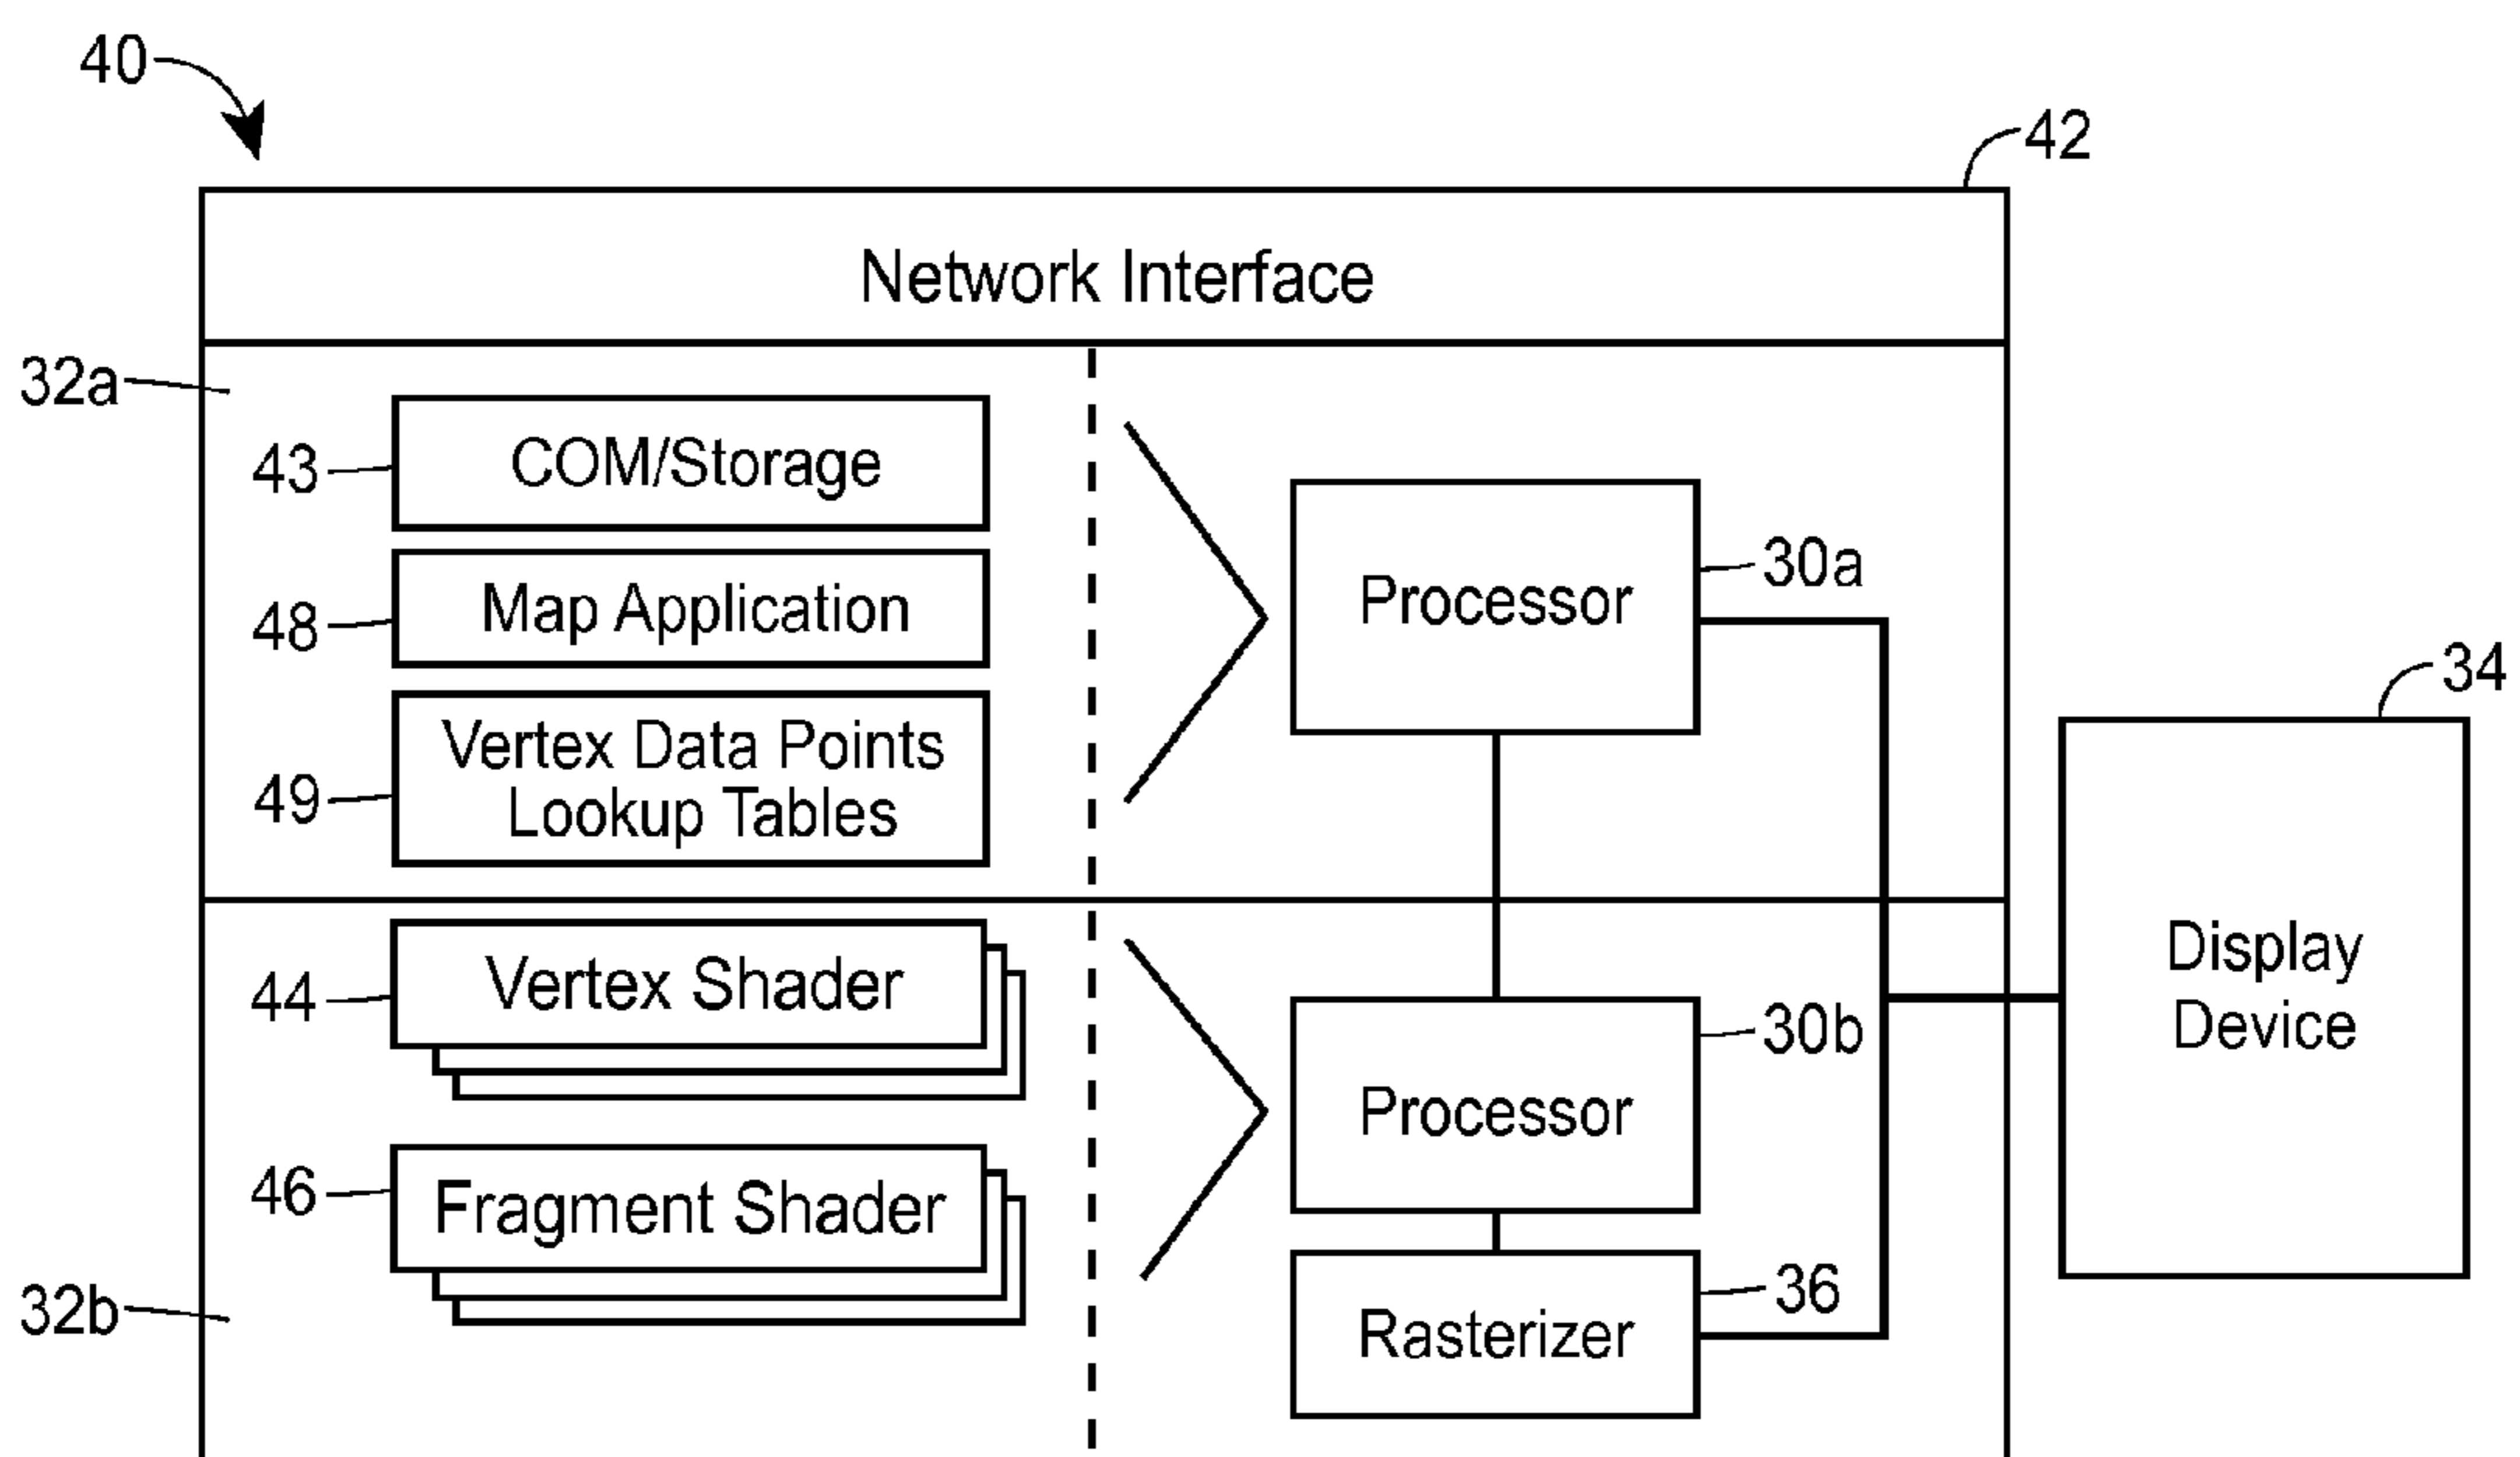 40
42
Network Interface
32a
43
COM/Storage
48
Map Application
49
Vertex Data Points
Lookup Tables
Processor
30a
34
Display
Device
44
Vertex Shader
46
Fragment Shader
32b
Processor
30b
Rasterizer
36